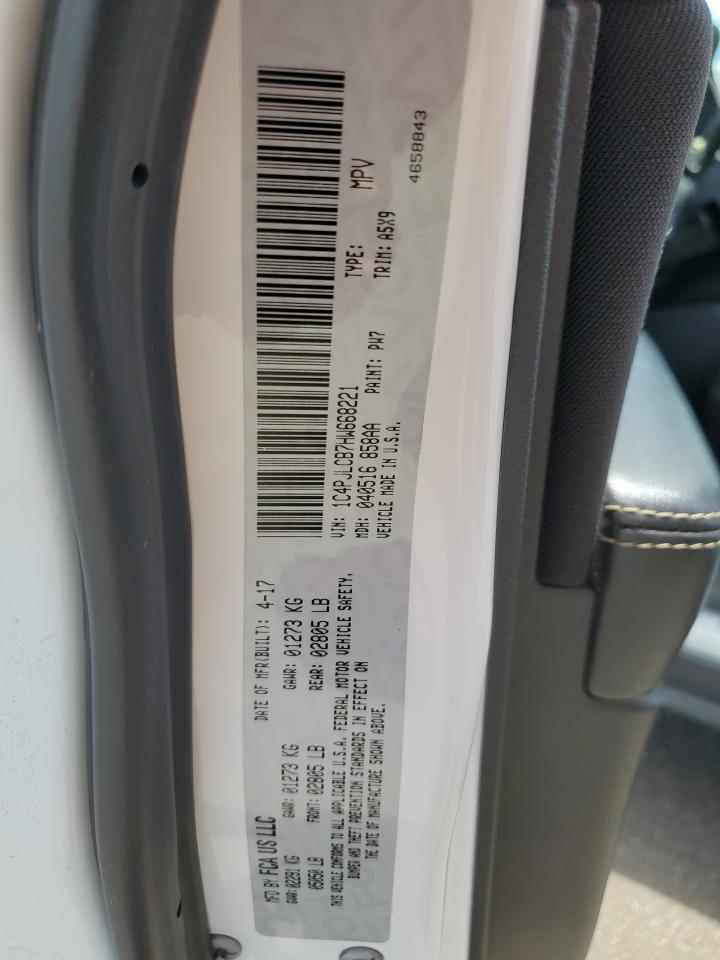 MFD BY FCA US LLC
DATE OF MFR(BUILT): 4-17
GVWR: 02291 KG
GAWR: 01273 KG
GAWR: 01273 KG
05050 LB
FRONT: 02805 LB
REAR: 02805 LB
THIS VEHICLE CONFORMS TO ALL APPLICABLE U.S.A. FEDERAL MOTOR VEHICLE SAFETY,
BUMPER AND THEFT PREVENTION STANDARDS IN EFFECT ON
THE DATE OF MANUFACTURE SHOWN ABOVE.
VIN: 1C4PJLCB7HW668221
TYPE: MPV
MDH: 040516 858AA
PAINT: PW7
TRIM: A5X9
VEHICLE MADE IN U.S.A.
4658843